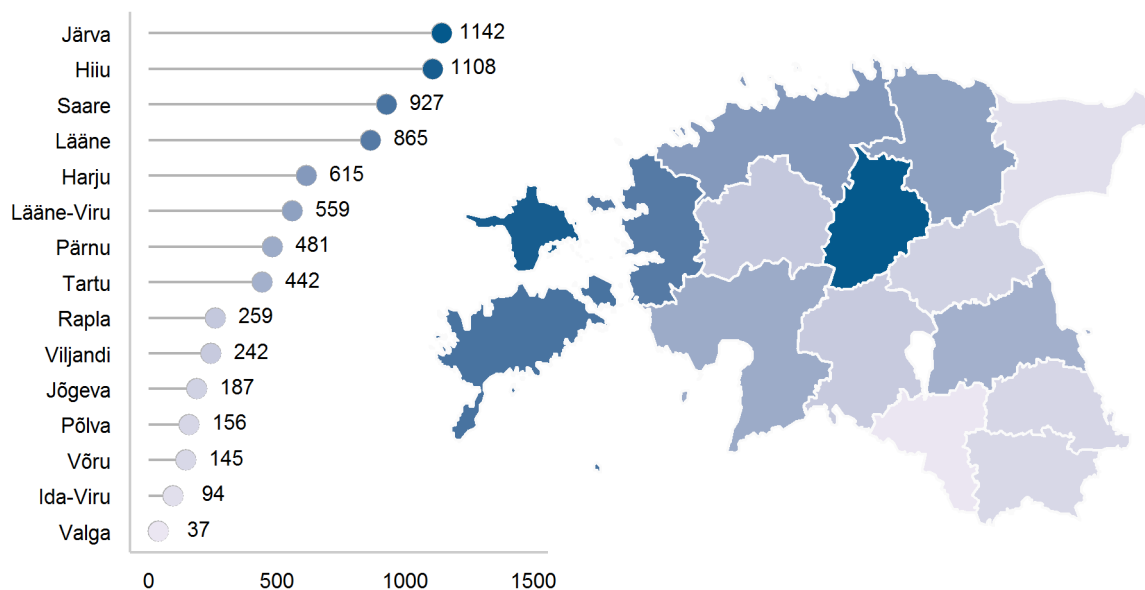 Järva 1142
Hiiu 1108
Saare 927
Lääne 865
Harju 615
Lääne-Viru 559
Pärnu 481
Tartu 442
Rapla 259
Viljandi 242
Jõgeva 187
Põlva 156
Võru 145
Ida-Viru 94
Valga 37
0 500 1000 1500